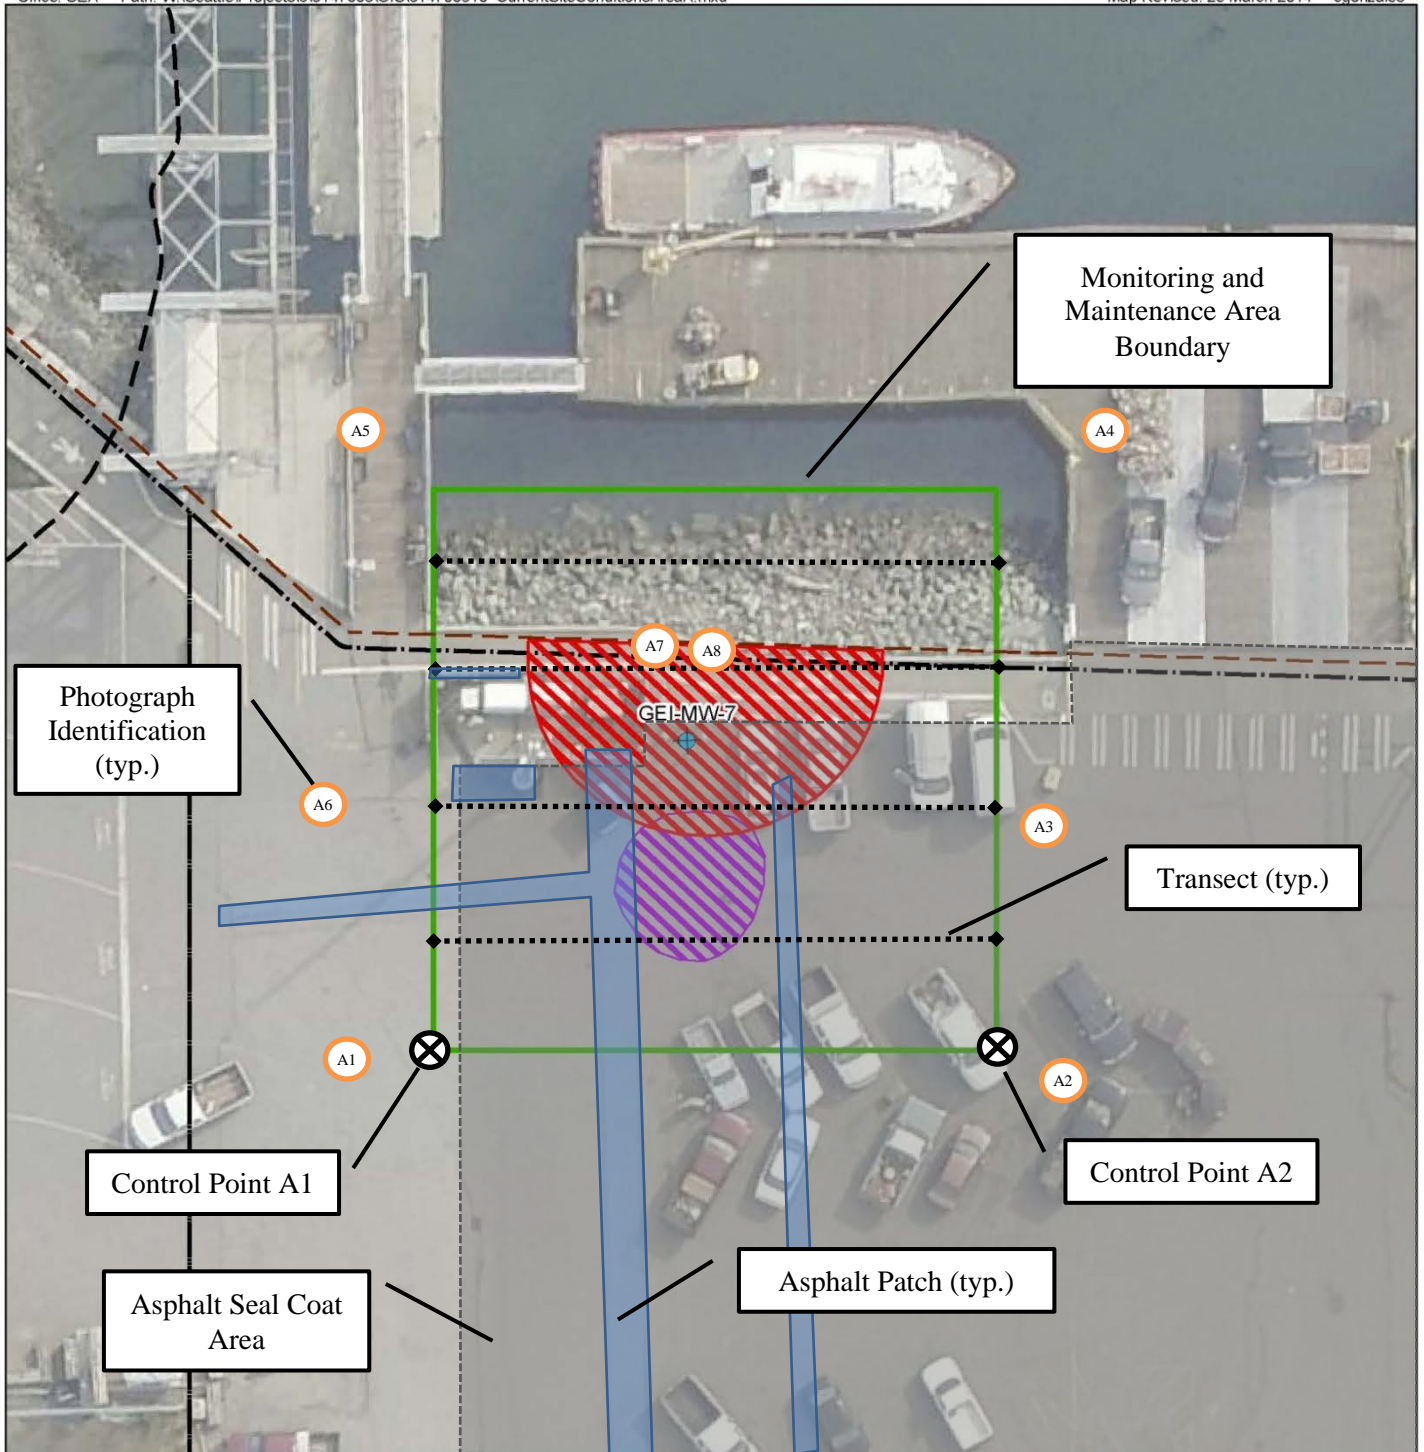 Monitoring and
Maintenance Area
Boundary
A5
A4
A7
A8
Photograph
Identification
(typ.)
GEI-MW-7
A6
A3
Transect (typ.)
A1
A2
Control Point A1
Control Point A2
Asphalt Seal Coat
Area
Asphalt Patch (typ.)